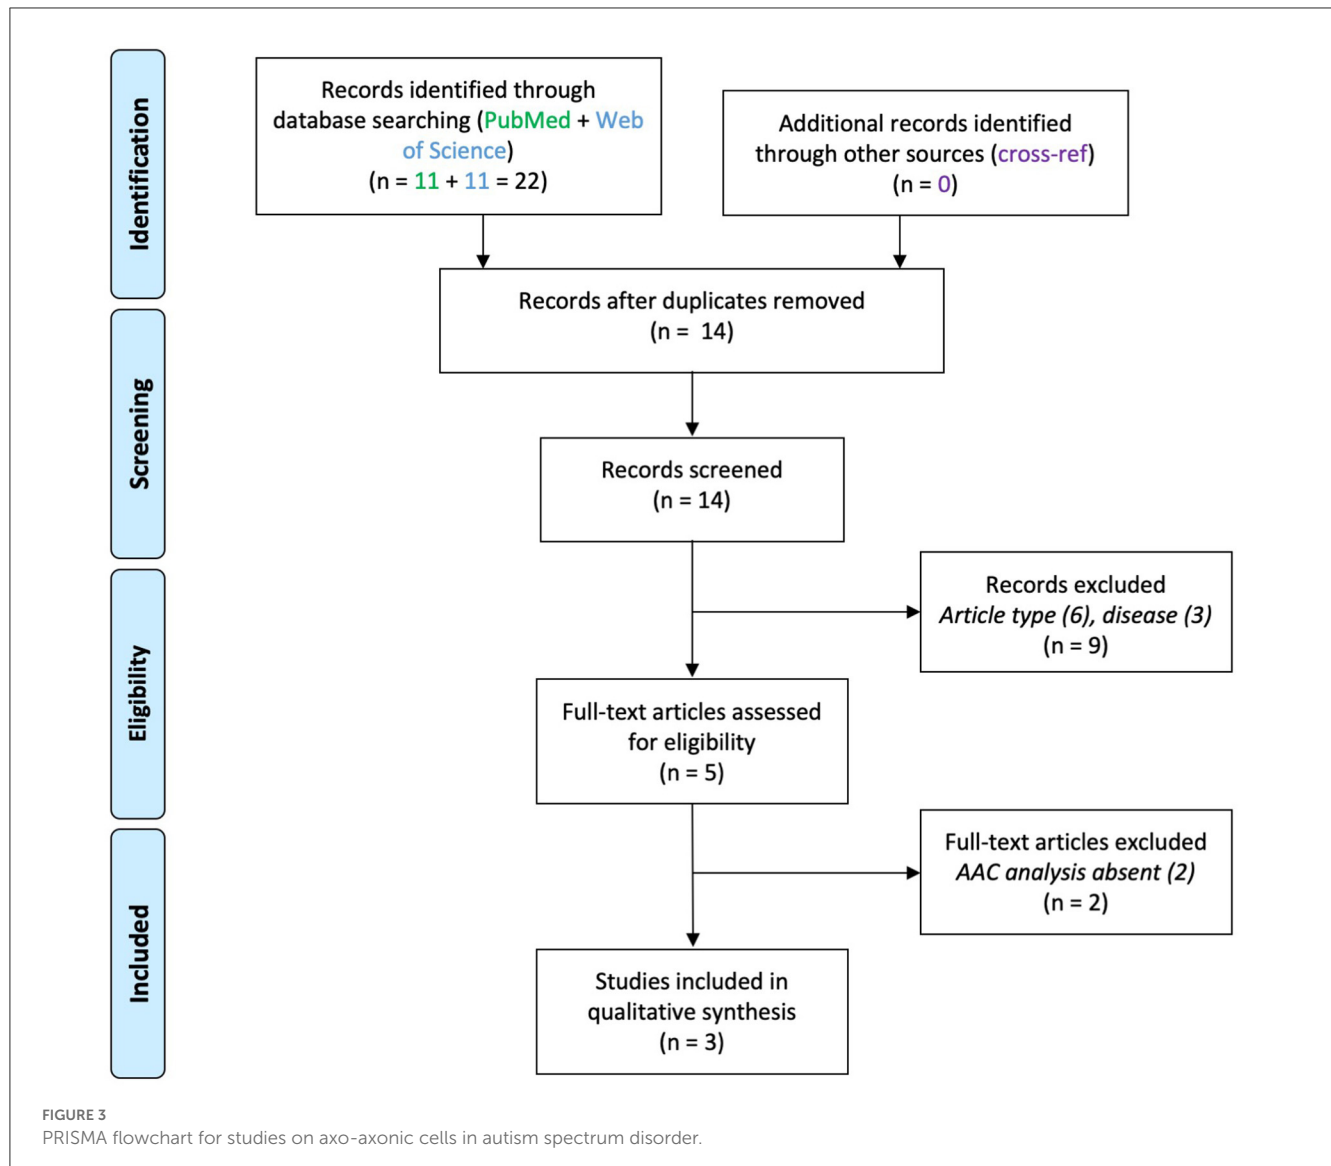 Identification
Records identified through
database searching (PubMed + Web
of Science)
(n = 11 + 11 = 22)
Additional records identified
through other sources (cross-ref)
(n = 0)
Records after duplicates removed
(n = 14)
Screening
Records screened
(n = 14)
Records excluded
Article type (6), disease (3)
(n = 9)
Eligibility
Full-text articles assessed
for eligibility
(n = 5)
Full-text articles excluded
AAC analysis absent (2)
(n = 2)
Included
Studies included in
qualitative synthesis
(n = 3)
FIGURE 3
PRISMA flowchart for studies on axo-axonic cells in autism spectrum disorder.